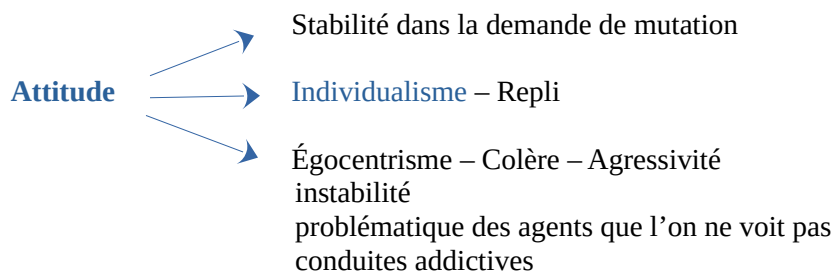 Stabilité dans la demande de mutation
Attitude
Individualisme – Repli
Égocentrisme – Colère – Agressivité
instabilité
problématique des agents que l’on ne voit pas
conduites addictives